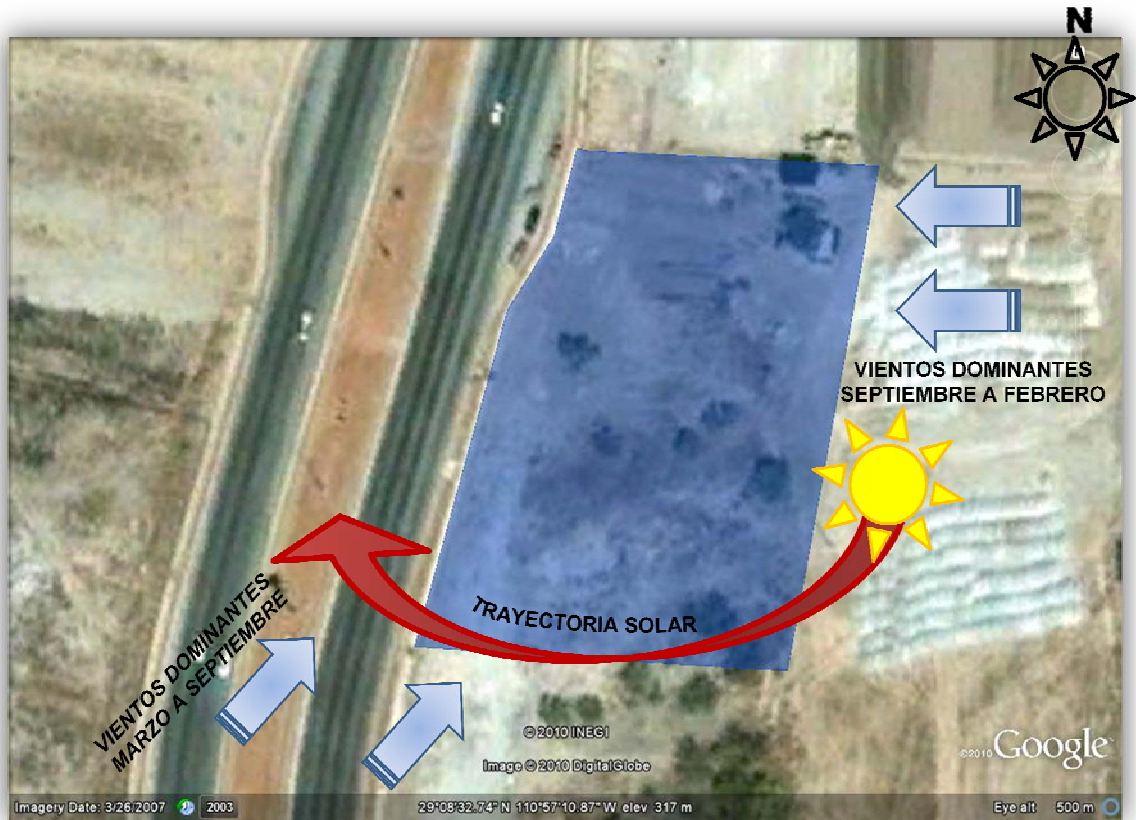 N
VIENTOS DOMINANTES
SEPTIEMBRE A FEBRERO
TRAYECTORIA SOLAR
VIENTOS DOMINANTES
MARZO A SEPTIEMBRE
© 2010 INEGI
Image © 2010 DigitalGlobe
©2010 Google
Imagery Date: 3/26/2007 2003 29°08'32.74" N 110°57'10.87" W elev 317 m Eye alt 500 m